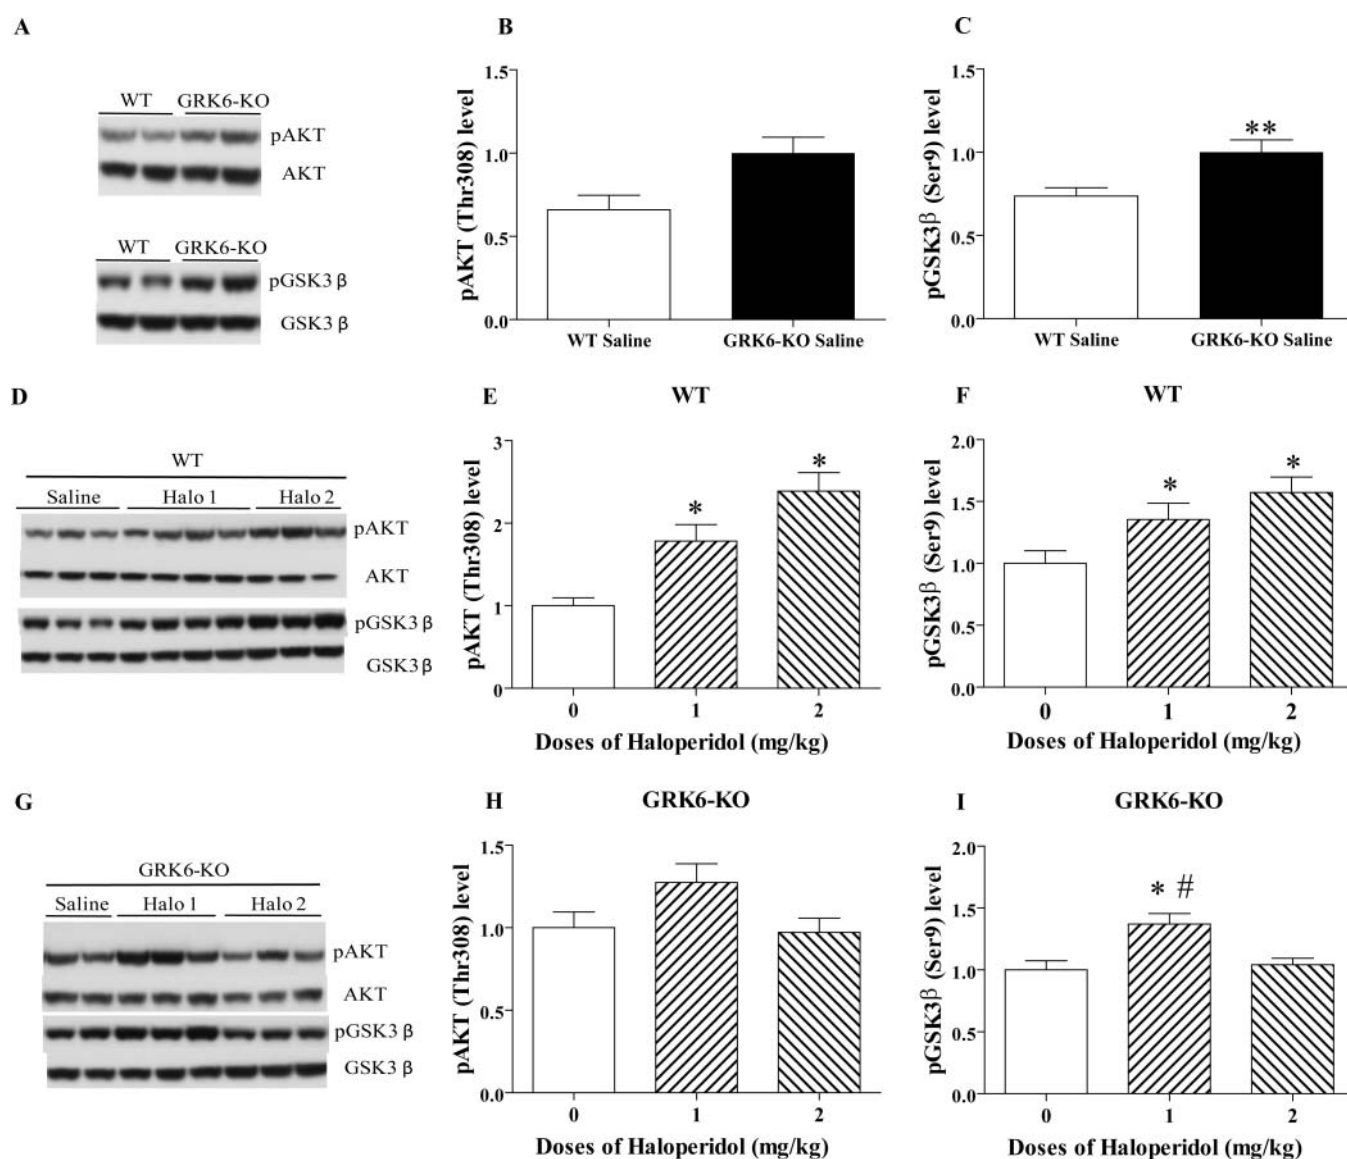 A
WT GRK6-KO
pAKT
AKT
WT GRK6-KO
pGSK3 β
GSK3 β
B
pAKT (Thr308) level
1.5
1.0
0.5
0.0
WT Saline GRK6-KO Saline
C
pGSK3β (Ser9) level
1.5
1.0
0.5
0.0
**
WT Saline GRK6-KO Saline
D
WT
Saline Halo 1 Halo 2
pAKT
AKT
pGSK3 β
GSK3 β
E WT
pAKT (Thr308) level
3
2
1
0
* *
0 1 2
Doses of Haloperidol (mg/kg)
F WT
pGSK3β (Ser9) level
2.0
1.5
1.0
0.5
0.0
* *
0 1 2
Doses of Haloperidol (mg/kg)
G
GRK6-KO
Saline Halo 1 Halo 2
pAKT
AKT
pGSK3 β
GSK3 β
H GRK6-KO
pAKT (Thr308) level
1.5
1.0
0.5
0.0
0 1 2
Doses of Haloperidol (mg/kg)
I GRK6-KO
pGSK3β (Ser9) level
2.0
1.5
1.0
0.5
0.0
* #
0 1 2
Doses of Haloperidol (mg/kg)